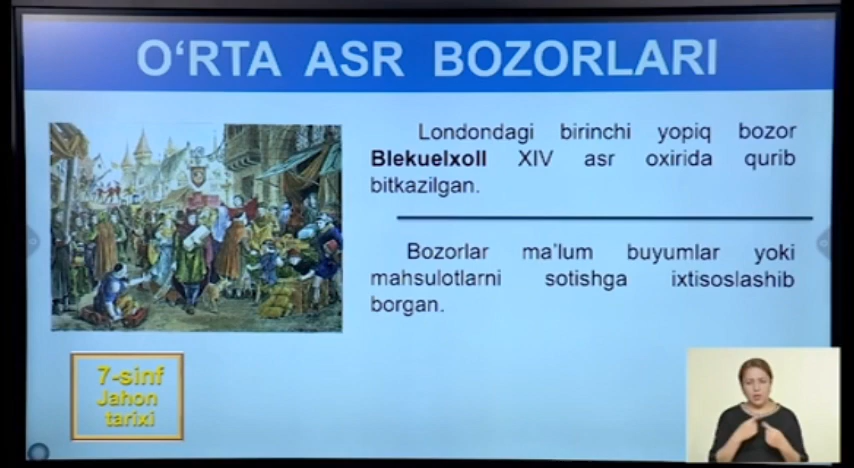 O‘RTA ASR BOZORLARI
Londondagi birinchi yopiq bozor
Blekuelxoll XIV asr oxirida qurib
bitkazilgan.
Bozorlar ma'lum buyumlar yoki
mahsulotlarni sotishga ixtisoslashib
borgan.
7-sinf
Jahon
tarixi